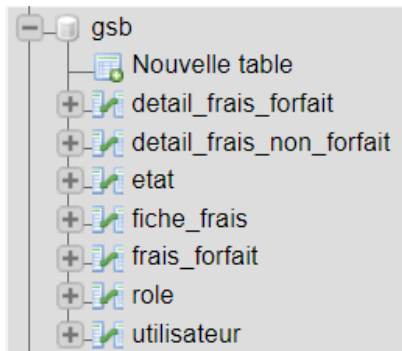 gsb
Nouvelle table
detail_frais_forfait
detail_frais_non_forfait
etat
fiche_frais
frais_forfait
role
utilisateur